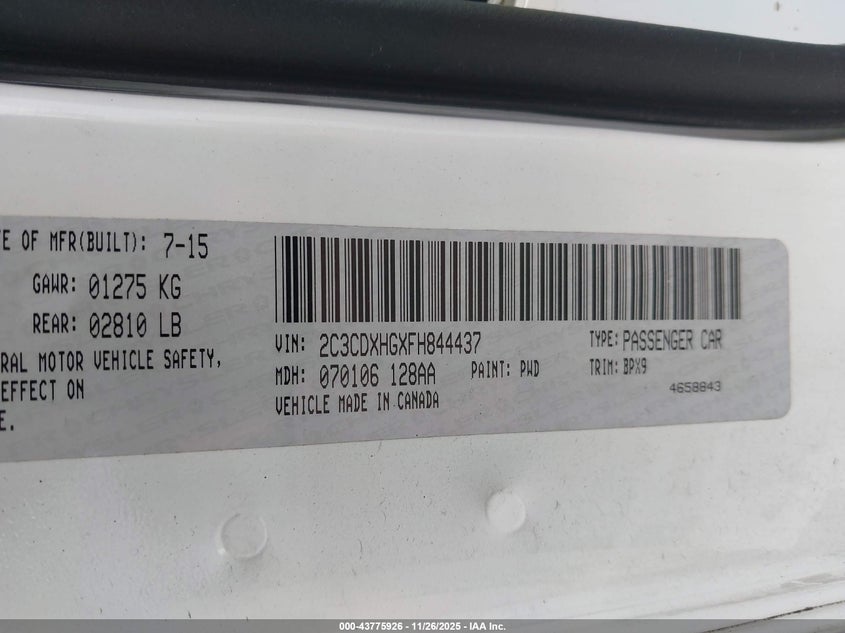 TE OF MFR(BUILT): 7-15
GAWR: 01275 KG
REAR: 02810 LB
RAL MOTOR VEHICLE SAFETY,
EFFECT ON
E.
VIN: 2C3CDXHGXFH844437
TYPE: PASSENGER CAR
MDH: 070106 128AA
PAINT: PWD
TRIM: BPX9
VEHICLE MADE IN CANADA
4658843
000-43775926 - 11/26/2025 - IAA Inc.